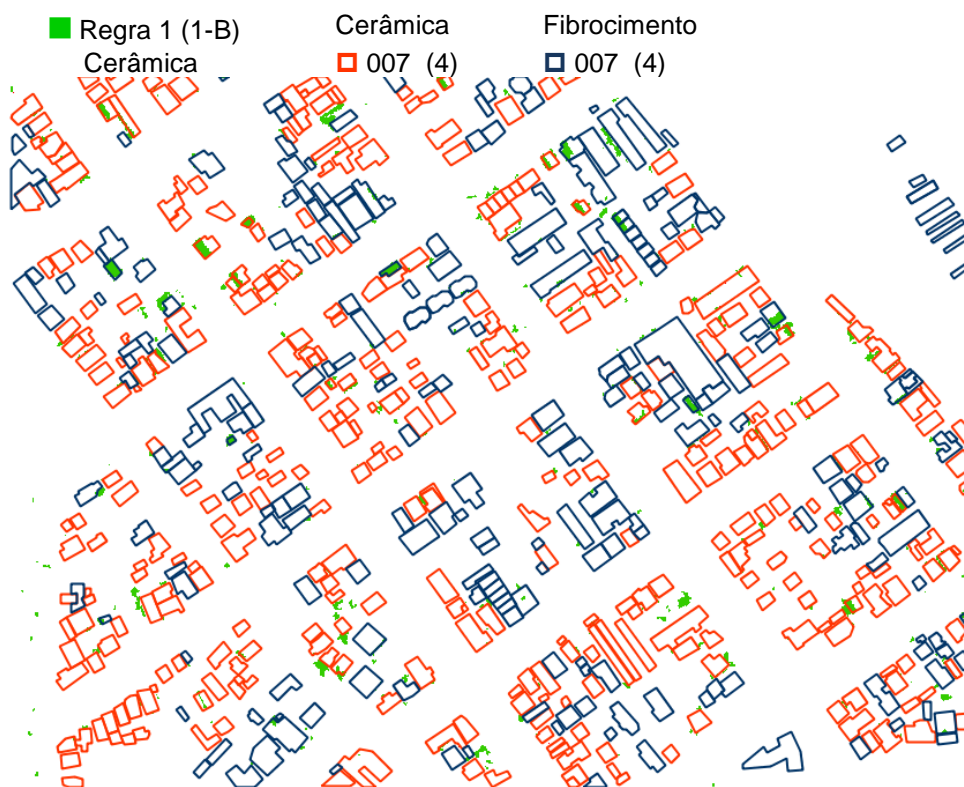 Regra 1 (1-B)
Cerâmica
Cerâmica
007 (4)
Fibrocimento
007 (4)